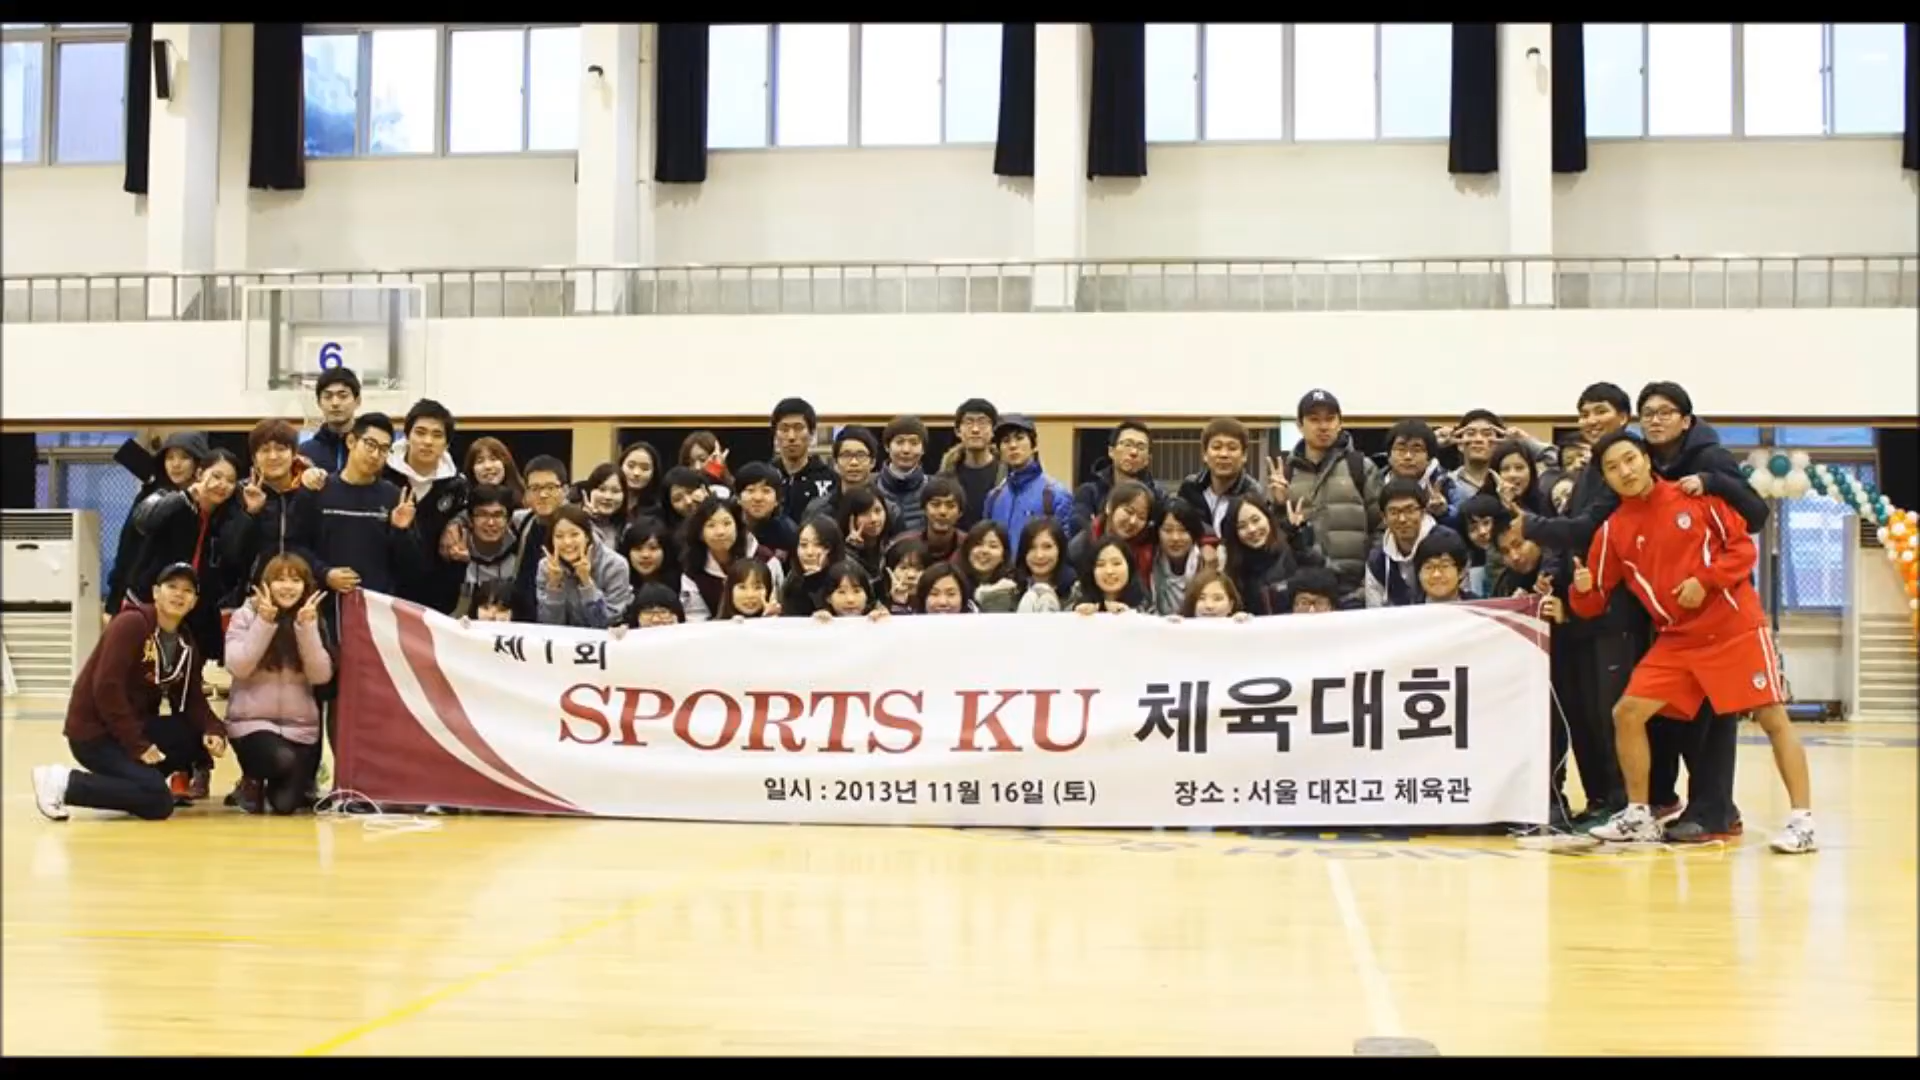 6
제1회
SPORTS KU 체육대회
일시 : 2013년 11월 16일 (토) 장소 : 서울 대진고 체육관
K